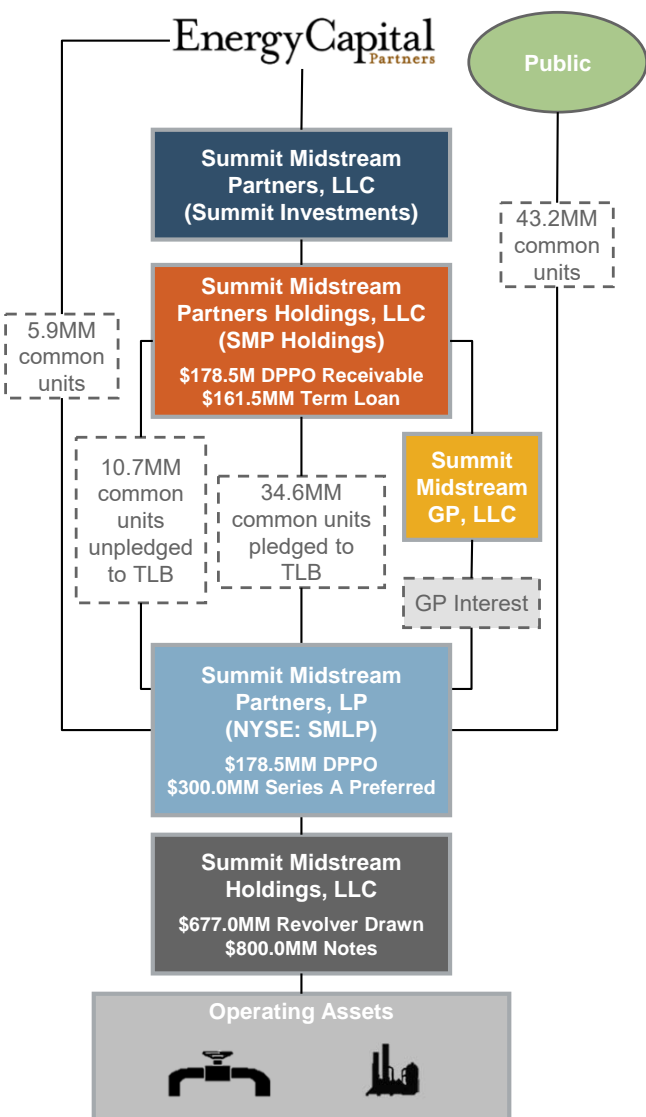 EnergyCapital
Partners
Public
Summit Midstream
Partners, LLC
(Summit Investments)
43.2MM
common
units
Summit Midstream
Partners Holdings, LLC
(SMP Holdings)
$178.5M DPPO Receivable
$161.5MM Term Loan
5.9MM
common
units
10.7MM
common
units
unpledged
to TLB
34.6MM
common units
pledged to
TLB
Summit
Midstream
GP, LLC
GP Interest
Summit Midstream
Partners, LP
(NYSE: SMLP)
$178.5MM DPPO
$300.0MM Series A Preferred
Summit Midstream
Holdings, LLC
$677.0MM Revolver Drawn
$800.0MM Notes
Operating Assets